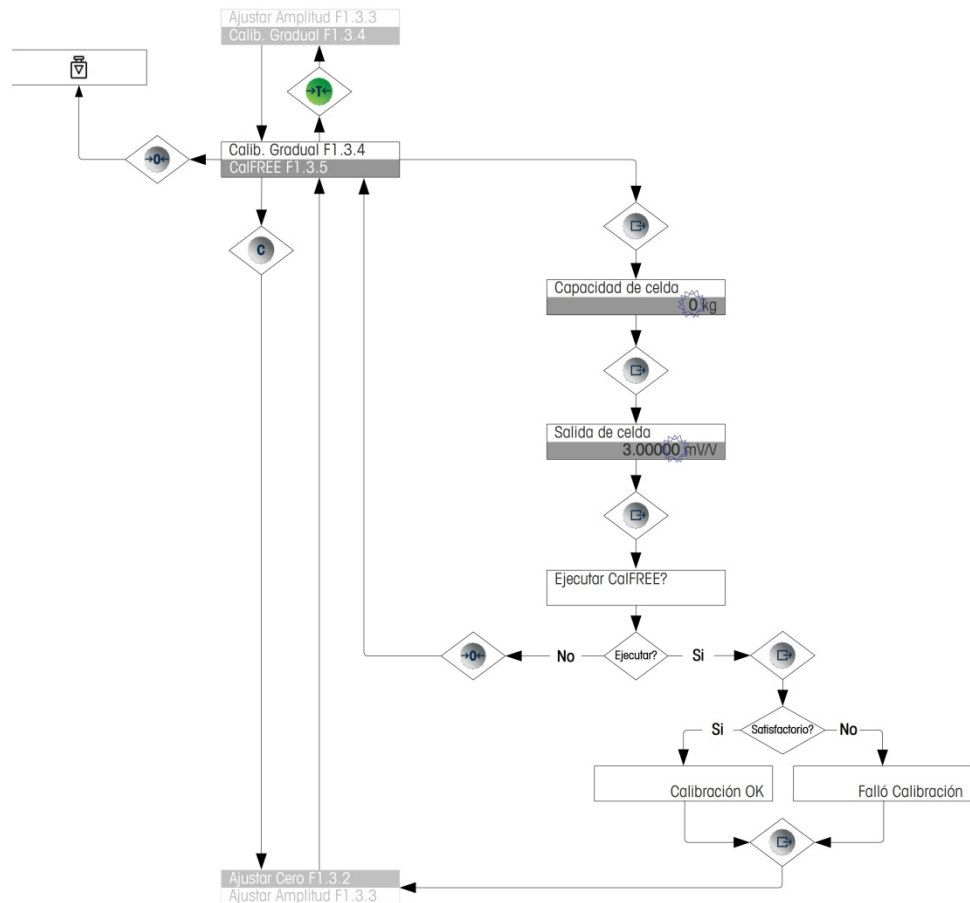 Ajustar Amplitud F1.3.3
Calib. Gradual F1.3.4
→T←
→0←
Calib. Gradual F1.3.4
CalFREE F1.3.5
C
Capacidad de celda
0 kg
Salida de celda
3.00000 mV/V
Ejecutar CalFREE?
→0←
No
Ejecutar?
Si
Si
Satisfactorio?
No
Calibración OK
Falló Calibración
Ajustar Cero F1.3.2
Ajustar Amplitud F1.3.3